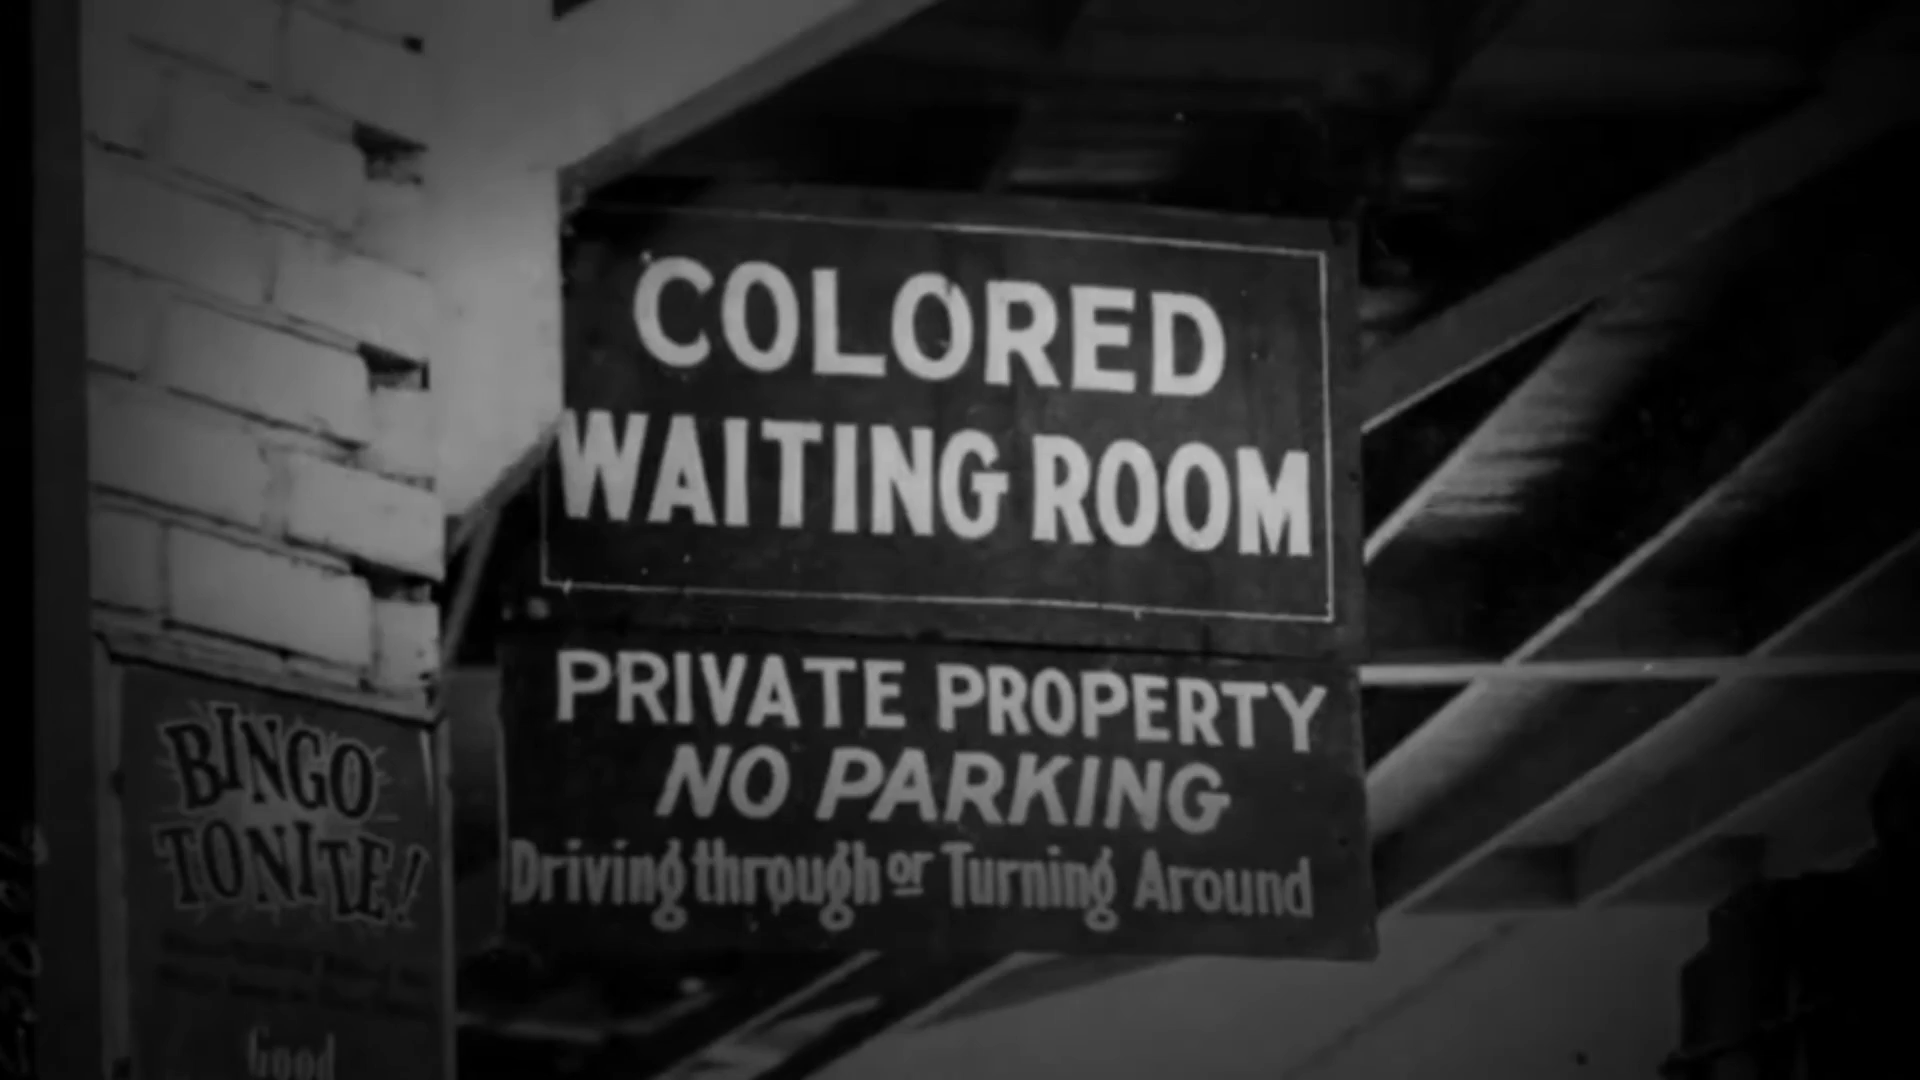 COLORED
WAITING ROOM
PRIVATE PROPERTY
NO PARKING
Driving through or Turning Around
BINGO
TONITE!
Good